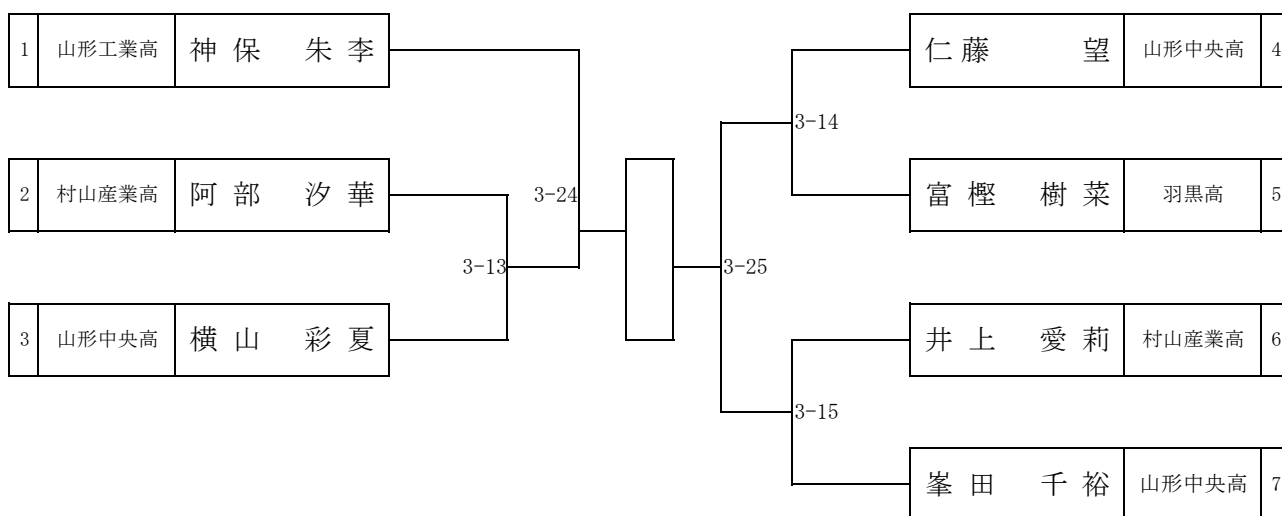 1 山形工業高 神保 朱李
2 村山産業高 阿部 汐華
3 山形中央高 横山 彩夏
3-13
3-24
仁藤 望 山形中央高 4
富樫 樹菜 羽黒高 5
井上 愛莉 村山産業高 6
峯田 千裕 山形中央高 7
3-14
3-25
3-15